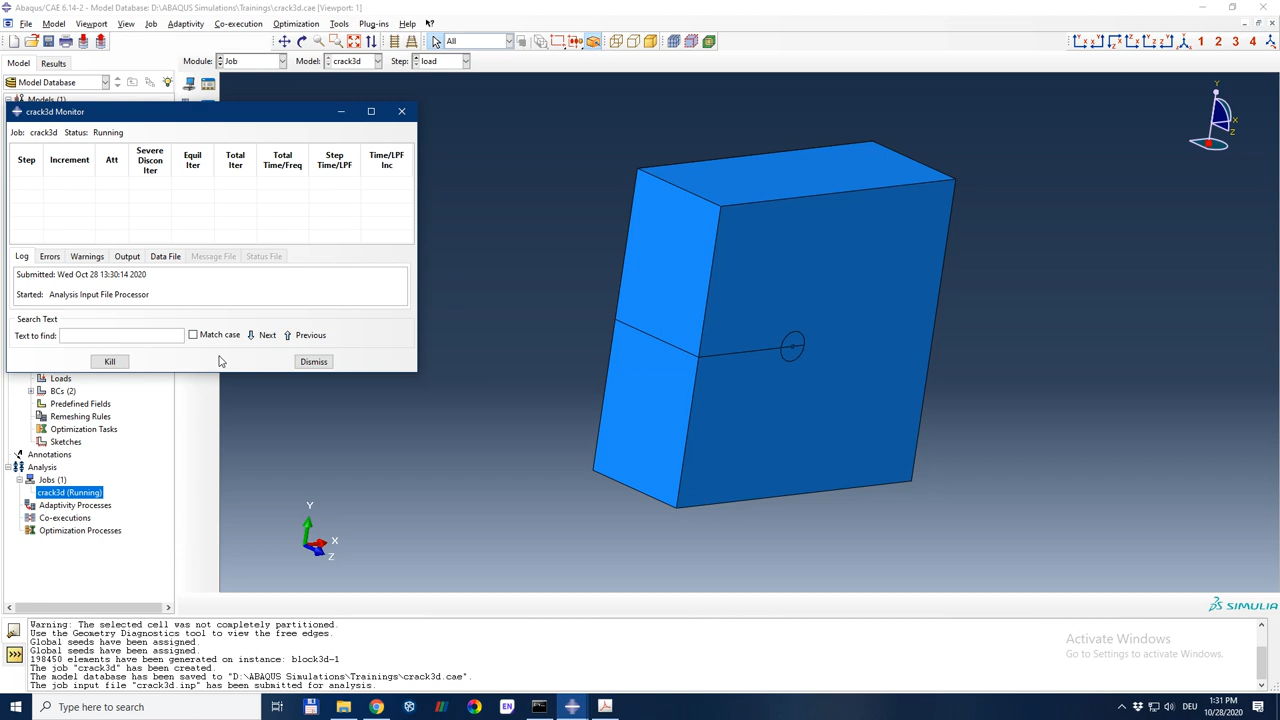 Abaqus/CAE 6.14-2 - Model Database: D:\ABAQUS Simulations\Trainings\crack3d.cae [Viewport: 1]
File Model Viewport View Job Adaptivity Co-execution Optimization Tools Plug-ins Help
All
1 2 3 4
Model Results Module: Job Model: crack3d Step: load
Model Database
Models (1)
crack3d Monitor
Job: crack3d Status: Running
Step Increment Att Severe Discon Iter Equil Iter Total Iter Total Time/Freq Step Time/LPF Time/LPF Inc
Log Errors Warnings Output Data File Message File Status File
Submitted: Wed Oct 28 13:30:14 2020
Started: Analysis Input File Processor
Search Text
Text to find: Match case Next Previous
Kill Dismiss
Loads
BCs (2)
Predefined Fields
Remeshing Rules
Optimization Tasks
Sketches
Annotations
Analysis
Jobs (1)
crack3d (Running)
Adaptivity Processes
Co-executions
Optimization Processes
Y
X
Z
Y
X
Z
SIMULIA
Warning: The selected cell was not completely partitioned.
Use the Geometry Diagnostics tool to view the free edges.
Global seeds have been assigned.
Global seeds have been assigned.
198450 elements have been generated on instance: block3d-1
The job "crack3d" has been created.
The model database has been saved to "D:\ABAQUS Simulations\Trainings\crack3d.cae".
The job input file "crack3d.inp" has been submitted for analysis.
Activate Windows
Go to Settings to activate Windows.
Type here to search
EN
DEU
1:31 PM
10/28/2020